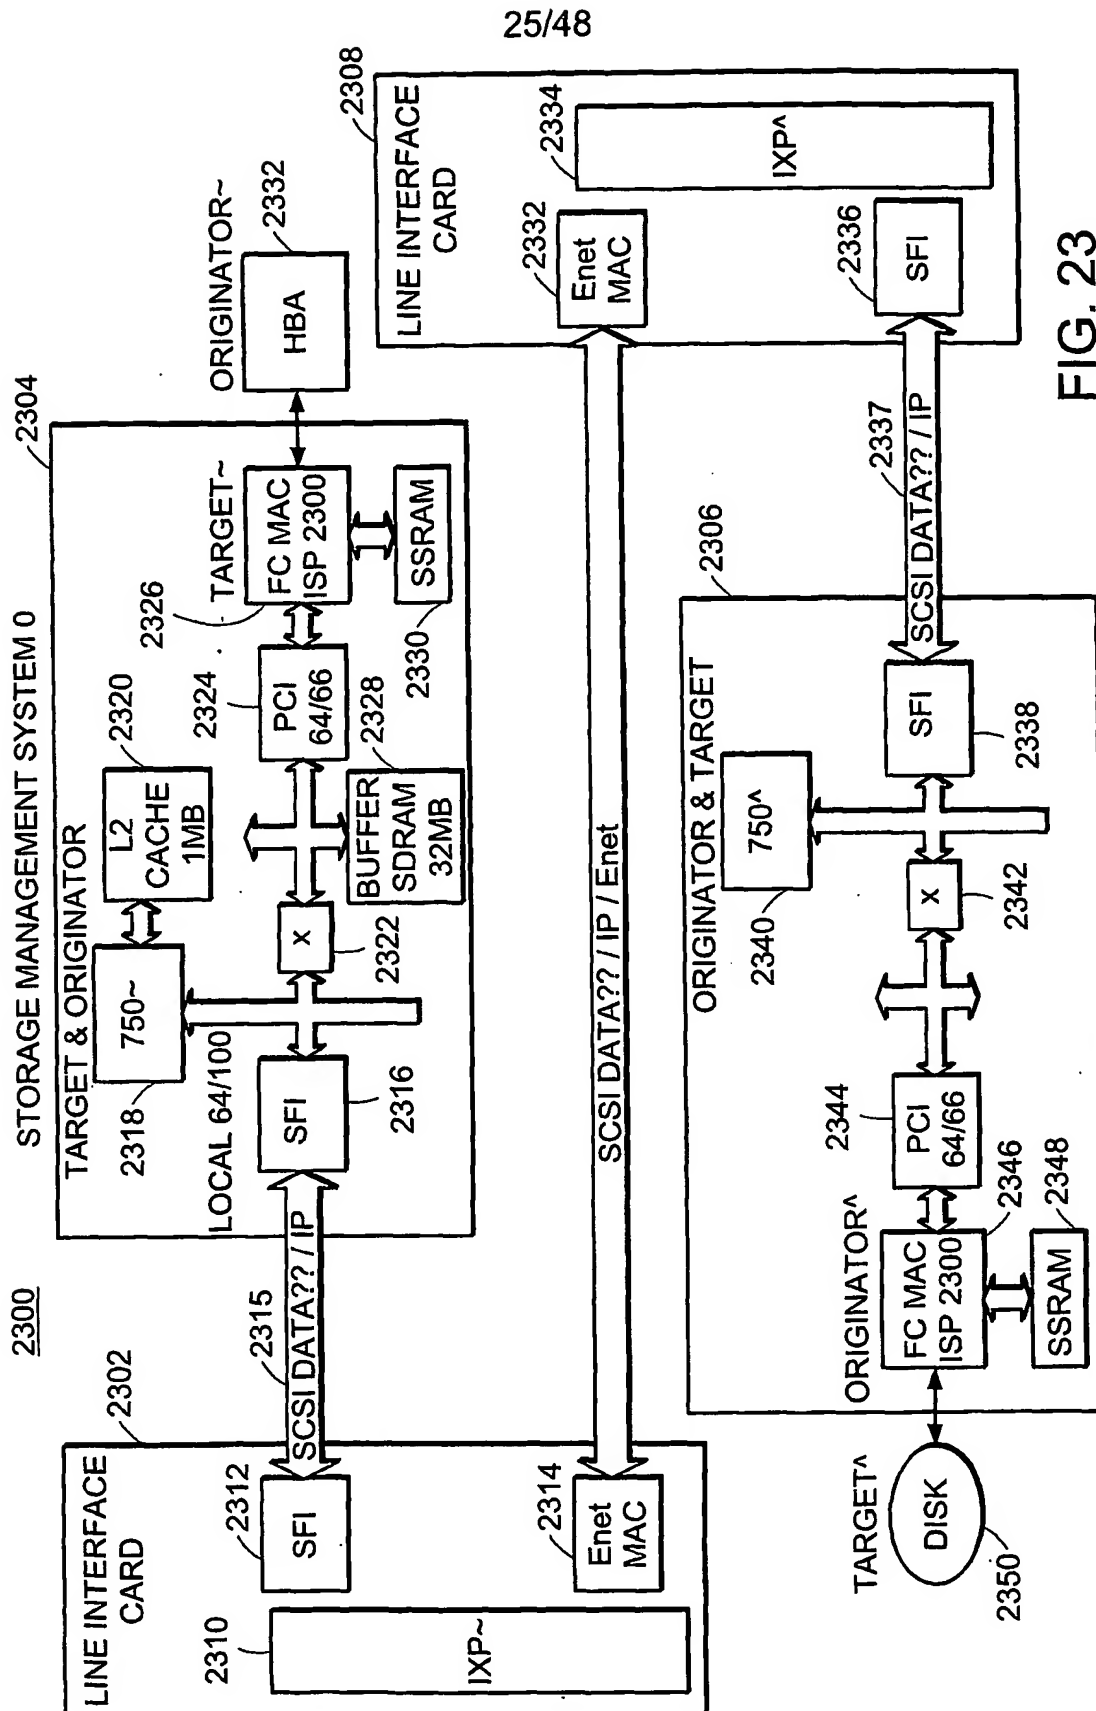 25/48
2300
STORAGE MANAGEMENT SYSTEM 0
2304
TARGET & ORIGINATOR
2318
750~
2320
L2
CACHE
1MB
LOCAL 64/100
SFI
2316
X
2322
2324
PCI
64/66
2328
BUFFER
SDRAM
32MB
TARGET~
2326
FC MAC
ISP 2300
SSRAM
2330
ORIGINATOR~
HBA
2332
2302
LINE INTERFACE
CARD
2310
IXP~
2312
SFI
2314
Enet
MAC
2315
SCSI DATA?? / IP
SCSI DATA?? / IP / Enet
2308
LINE INTERFACE
CARD
2332
Enet
MAC
2334
IXP^
2336
SFI
2337
SCSI DATA?? / IP
2306
ORIGINATOR & TARGET
2340
750^
SFI
2338
X
2342
2344
PCI
64/66
ORIGINATOR^
FC MAC
ISP 2300
2346
SSRAM
2348
TARGET^
DISK
2350
FIG. 23